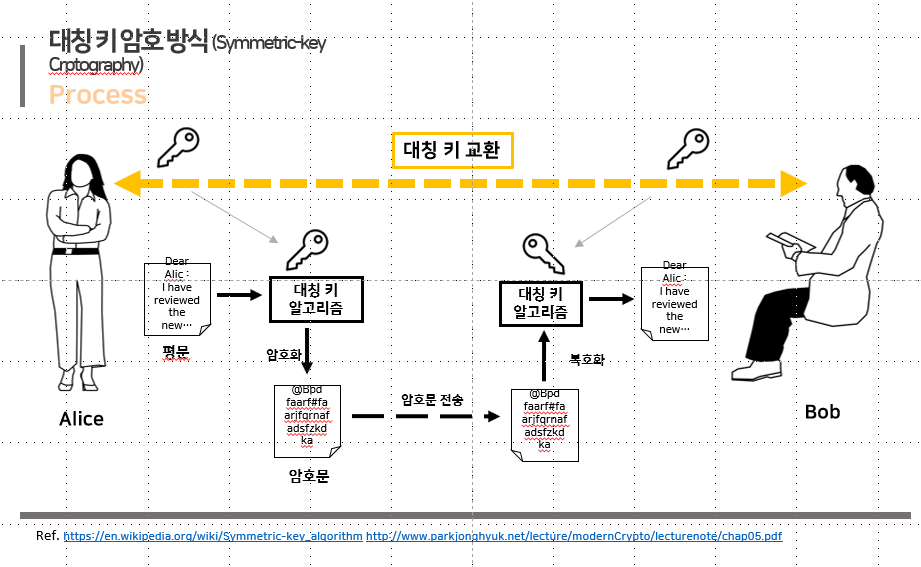 대칭 키 암호 방식 (Symmetric-key
Crptography)
Process
대칭 키 교환
Dear
Alic :
I have
reviewed
the
new…
평문
대칭 키
알고리즘
암호화
@Bpd
faarf#fa
arjfqrnaf
adsfzkd
ka
암호문
암호문 전송
@Bpd
faarf#fa
arjfqrnaf
adsfzkd
ka
복호화
대칭 키
알고리즘
Dear
Alic :
I have
reviewed
the
new…
Alice
Bob
Ref. https://en.wikipedia.org/wiki/Symmetric-key_algorithm http://www.parkjonghyuk.net/lecture/modernCrypto/lecturenote/chap05.pdf